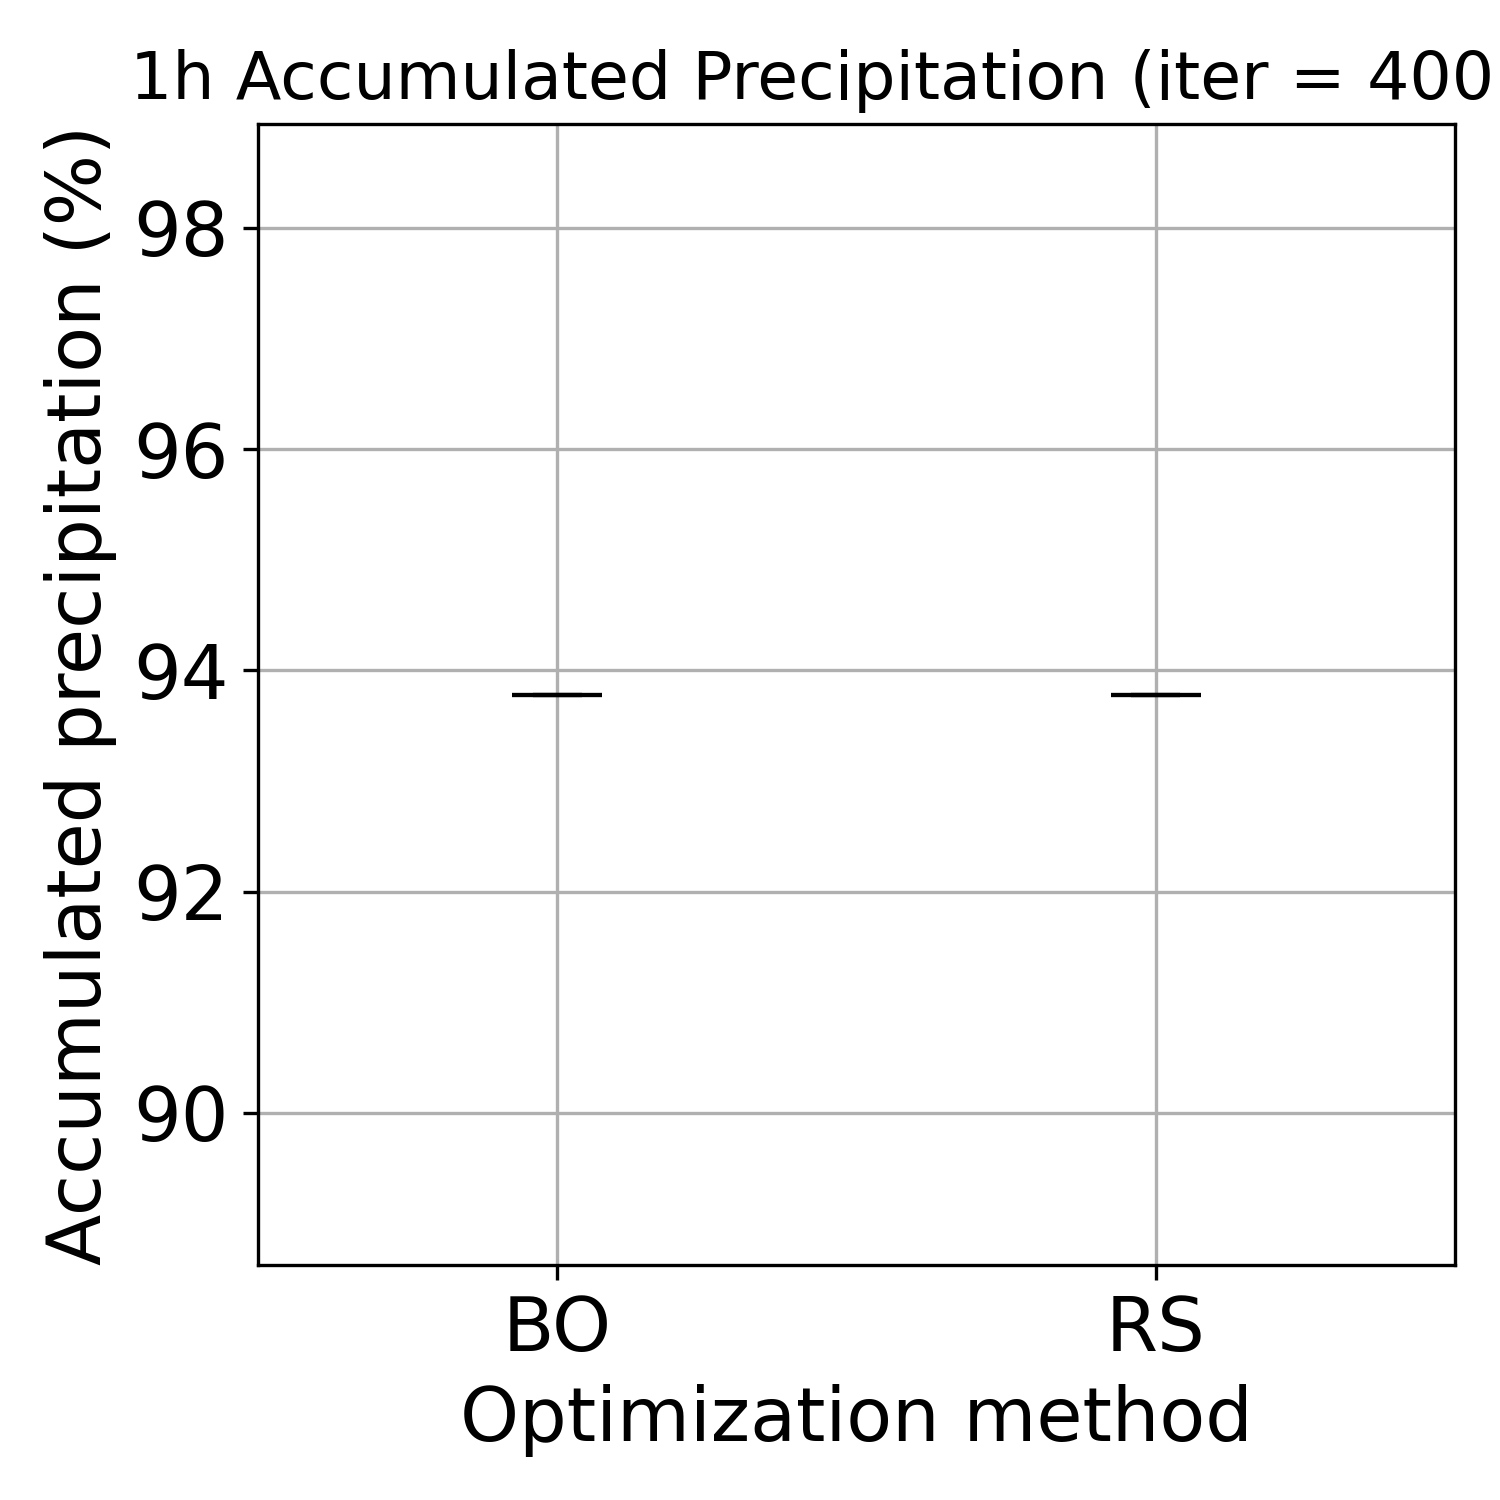 1h Accumulated Precipitation (iter = 400
Accumulated precipitation (%)
98
96
94
92
90
BO RS
Optimization method